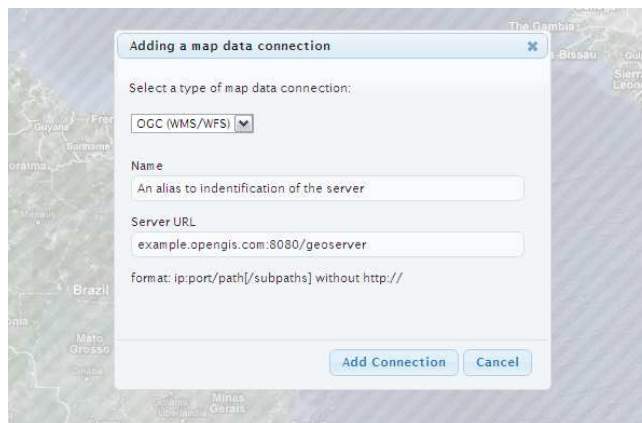 The Gambia
Adding a map data connection
-Bissau
Sierra
Leone
Select a type of map data connection:
OGC (WMS/WFS)
Guyana
Suriname
Name
An alias to indentification of the server
Server URL
example.opengis.com:8080/geoserver
format: ip:port/path[/subpaths] without http://
Brazil
Mato
Grosso
Add Connection
Cancel
Minas
Gerais